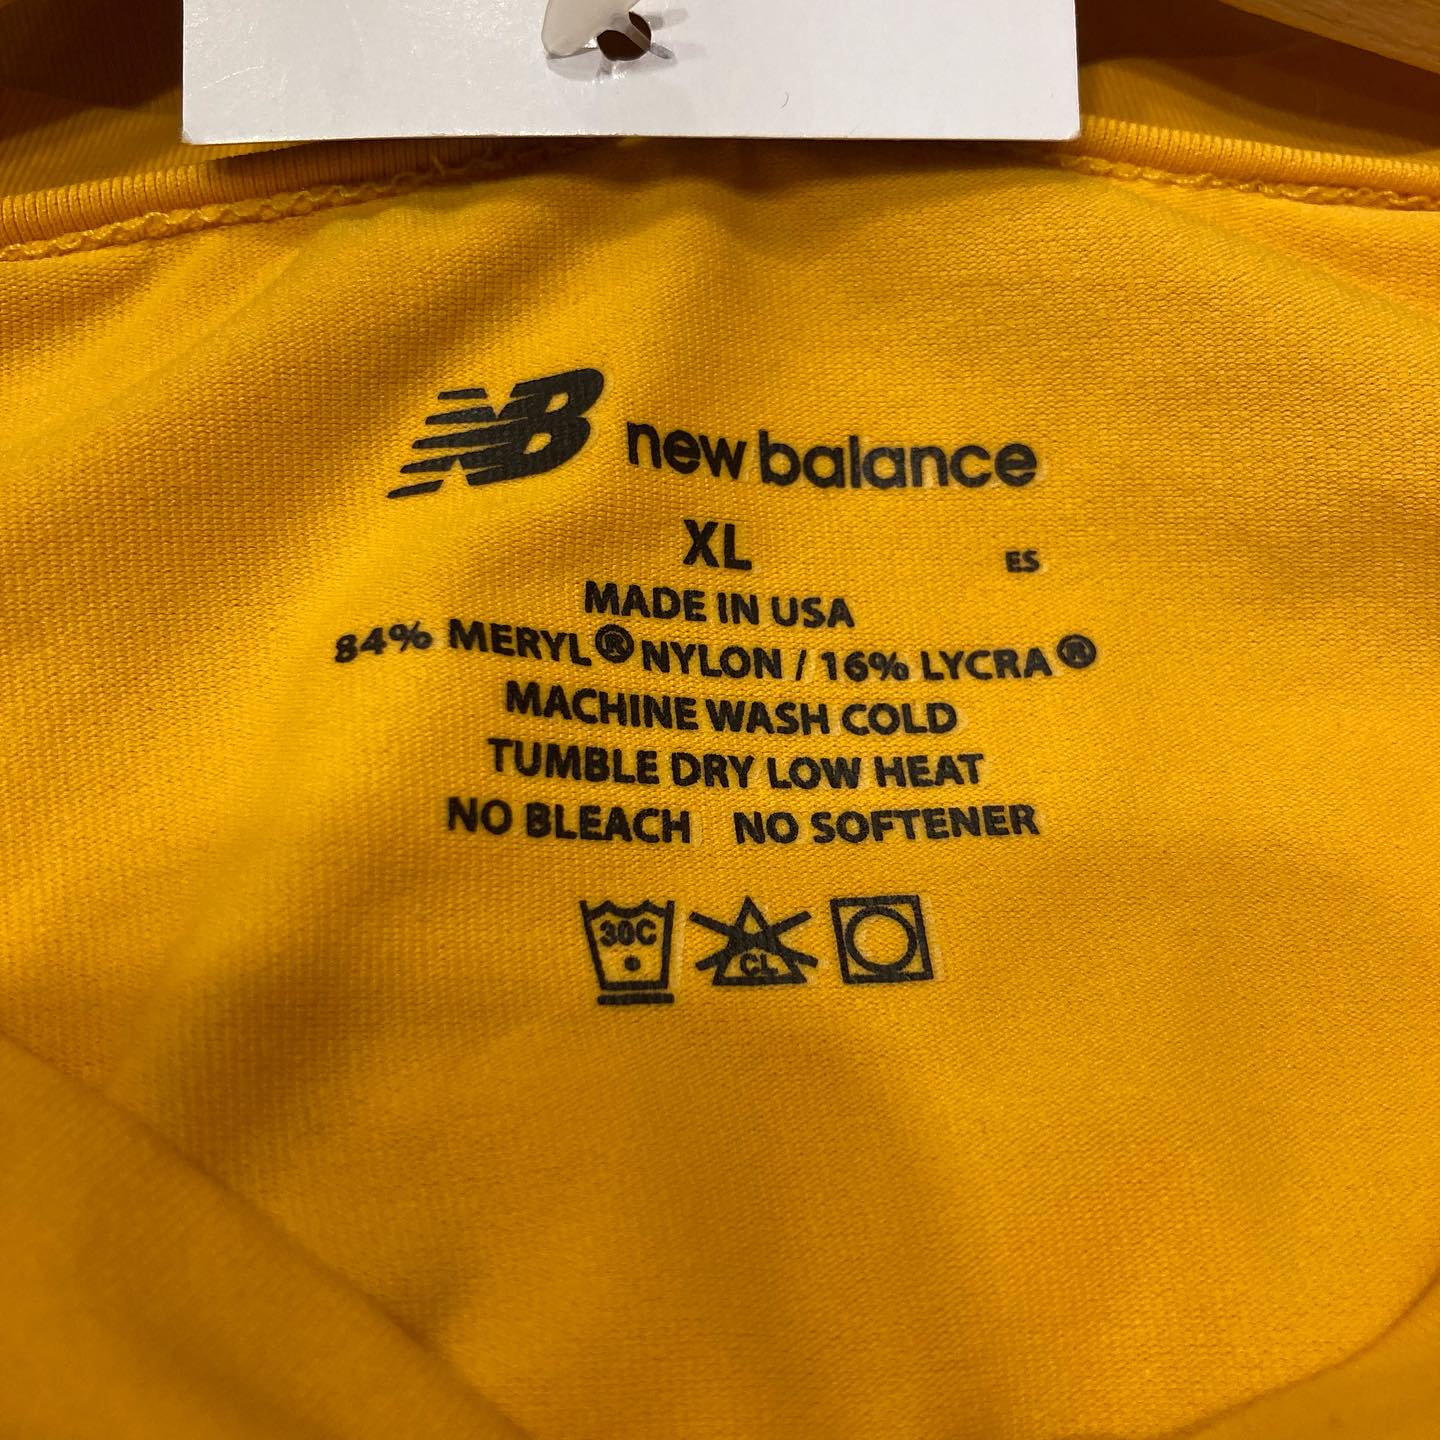 NB new balance
XL ES
MADE IN USA
84% MERYL® NYLON / 16% LYCRA®
MACHINE WASH COLD
TUMBLE DRY LOW HEAT
NO BLEACH NO SOFTENER
30C CL